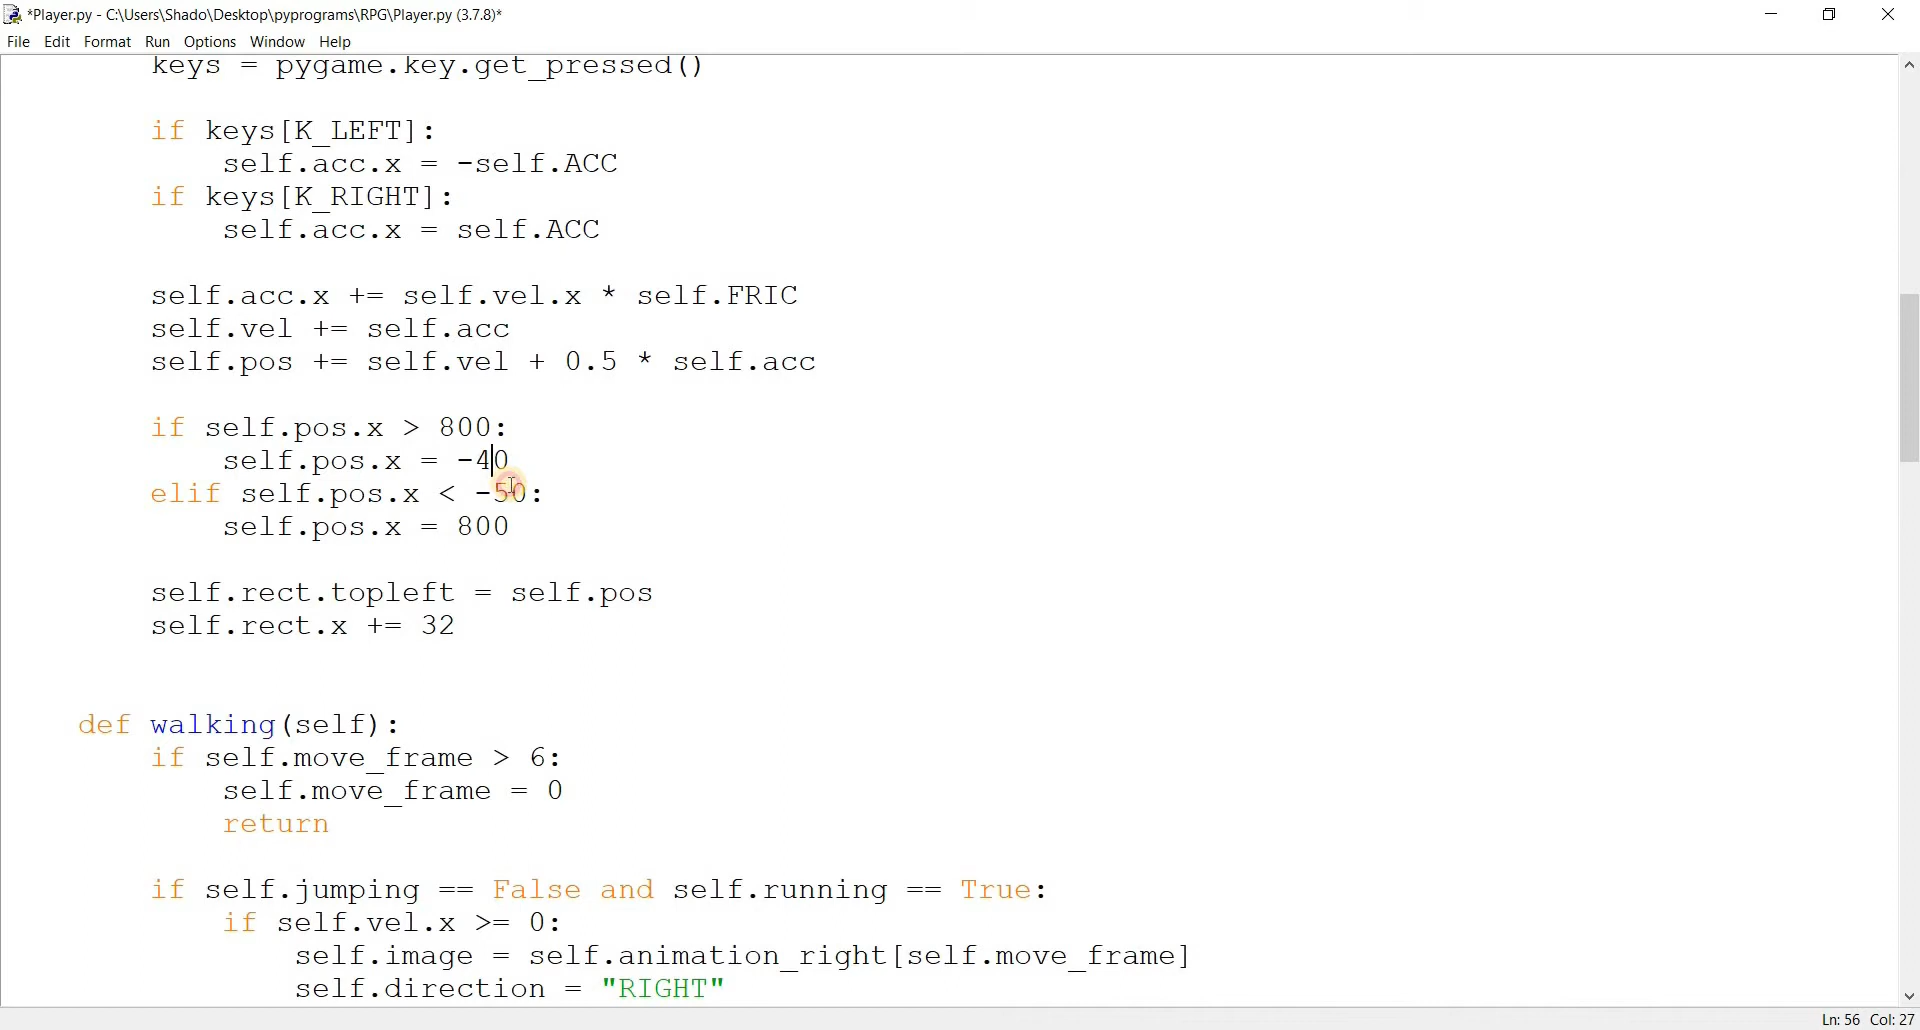 *Player.py - C:\Users\Shado\Desktop\pyprograms\RPG\Player.py (3.7.8)*
File Edit Format Run Options Window Help
keys = pygame.key.get_pressed()
if keys[K_LEFT]:
self.acc.x = -self.ACC
if keys[K_RIGHT]:
self.acc.x = self.ACC
self.acc.x += self.vel.x * self.FRIC
self.vel += self.acc
self.pos += self.vel + 0.5 * self.acc
if self.pos.x > 800:
self.pos.x = -40
elif self.pos.x < -50:
self.pos.x = 800
self.rect.topleft = self.pos
self.rect.x += 32
def walking(self):
if self.move_frame > 6:
self.move_frame = 0
return
if self.jumping == False and self.running == True:
if self.vel.x >= 0:
self.image = self.animation_right[self.move_frame]
self.direction = "RIGHT"
Ln: 56 Col: 27